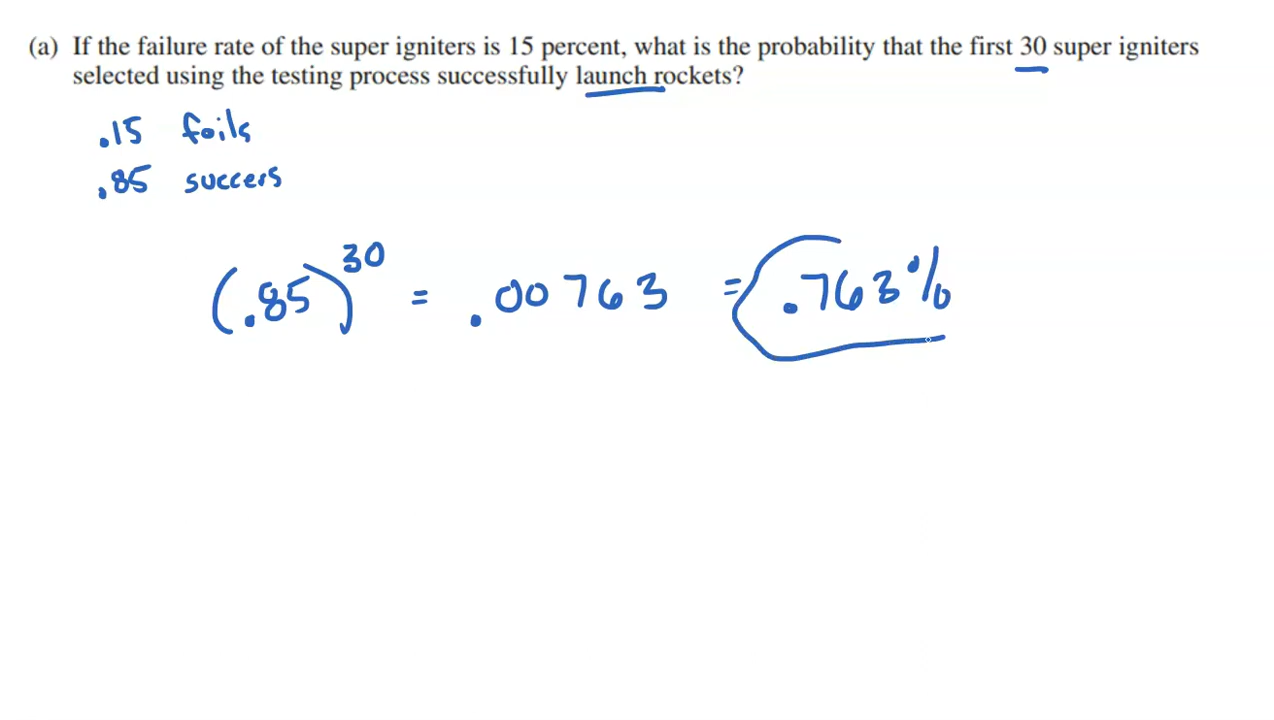 (a) If the failure rate of the super igniters is 15 percent, what is the probability that the first 30 super igniters
selected using the testing process successfully launch rockets?
.15 fails
.85 success
(.85)^30 = .00763 = .763%